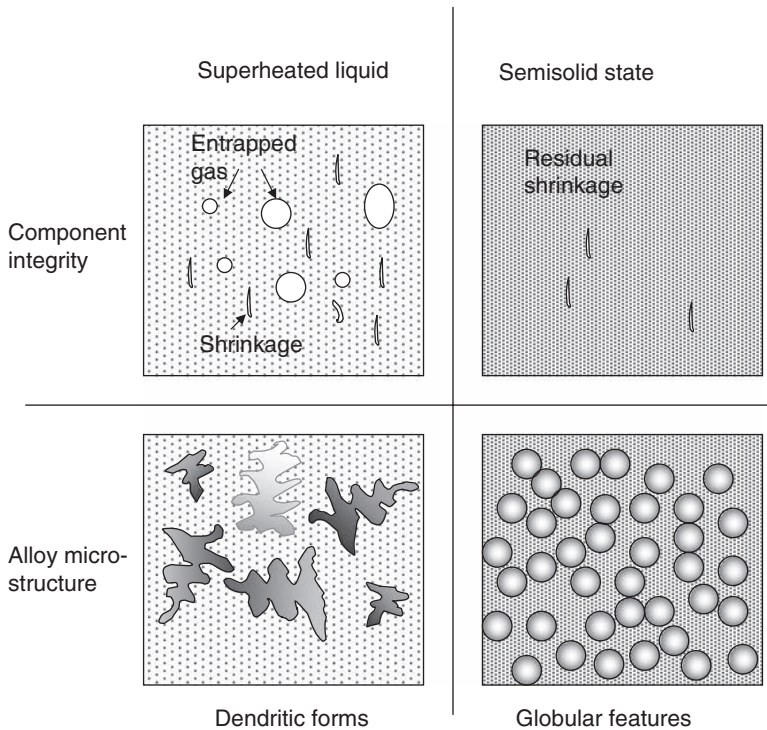 Superheated liquid
Semisolid state
Component
integrity
Entrapped
gas
Shrinkage
Residual
shrinkage
Alloy micro-
structure
Dendritic forms
Globular features